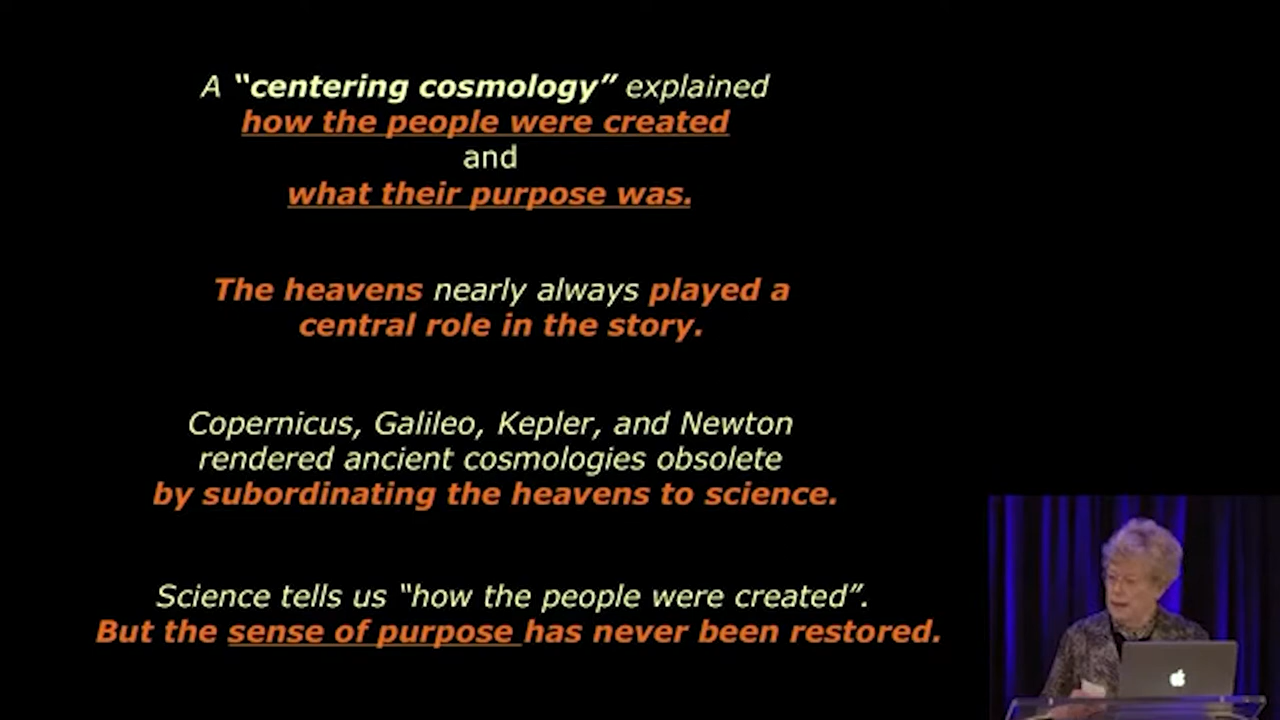 A “centering cosmology” explained
how the people were created
and
what their purpose was.
The heavens nearly always played a
central role in the story.
Copernicus, Galileo, Kepler, and Newton
rendered ancient cosmologies obsolete
by subordinating the heavens to science.
Science tells us “how the people were created”.
But the sense of purpose has never been restored.